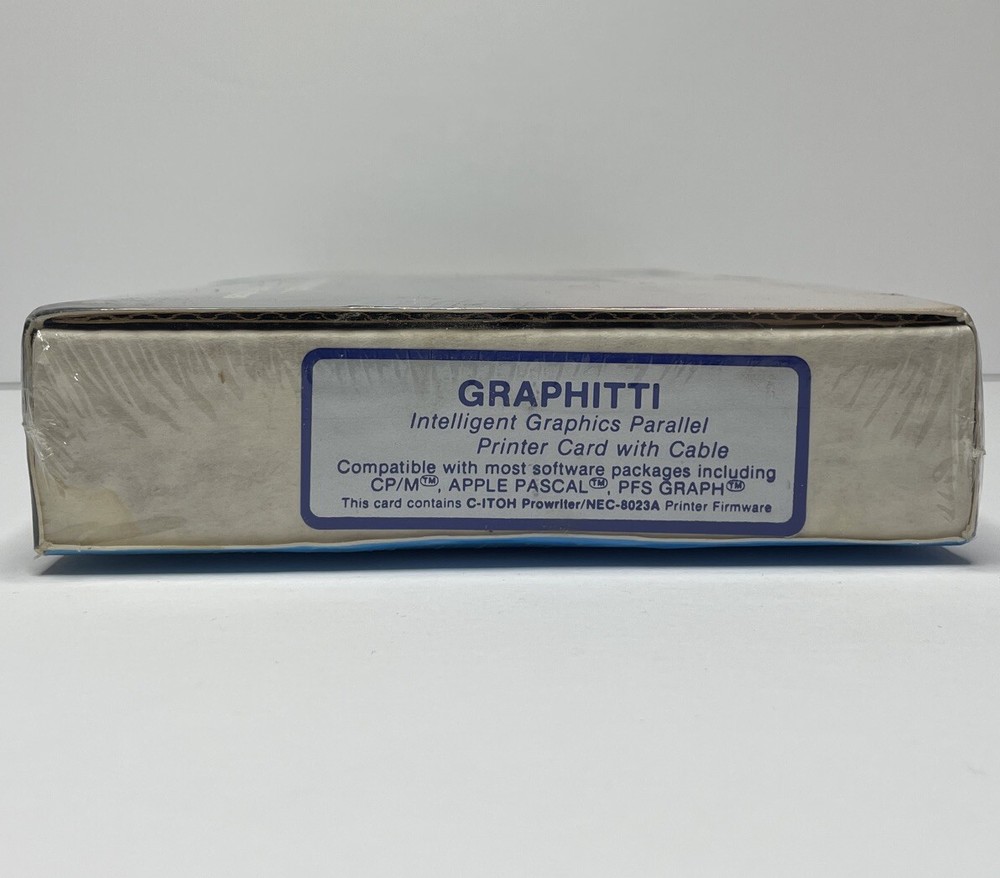 GRAPHITTI
Intelligent Graphics Parallel
Printer Card with Cable
Compatible with most software packages including
CP/M™, APPLE PASCAL™, PFS GRAPH™
This card contains C-ITOH Prowriter/NEC-8023A Printer Firmware